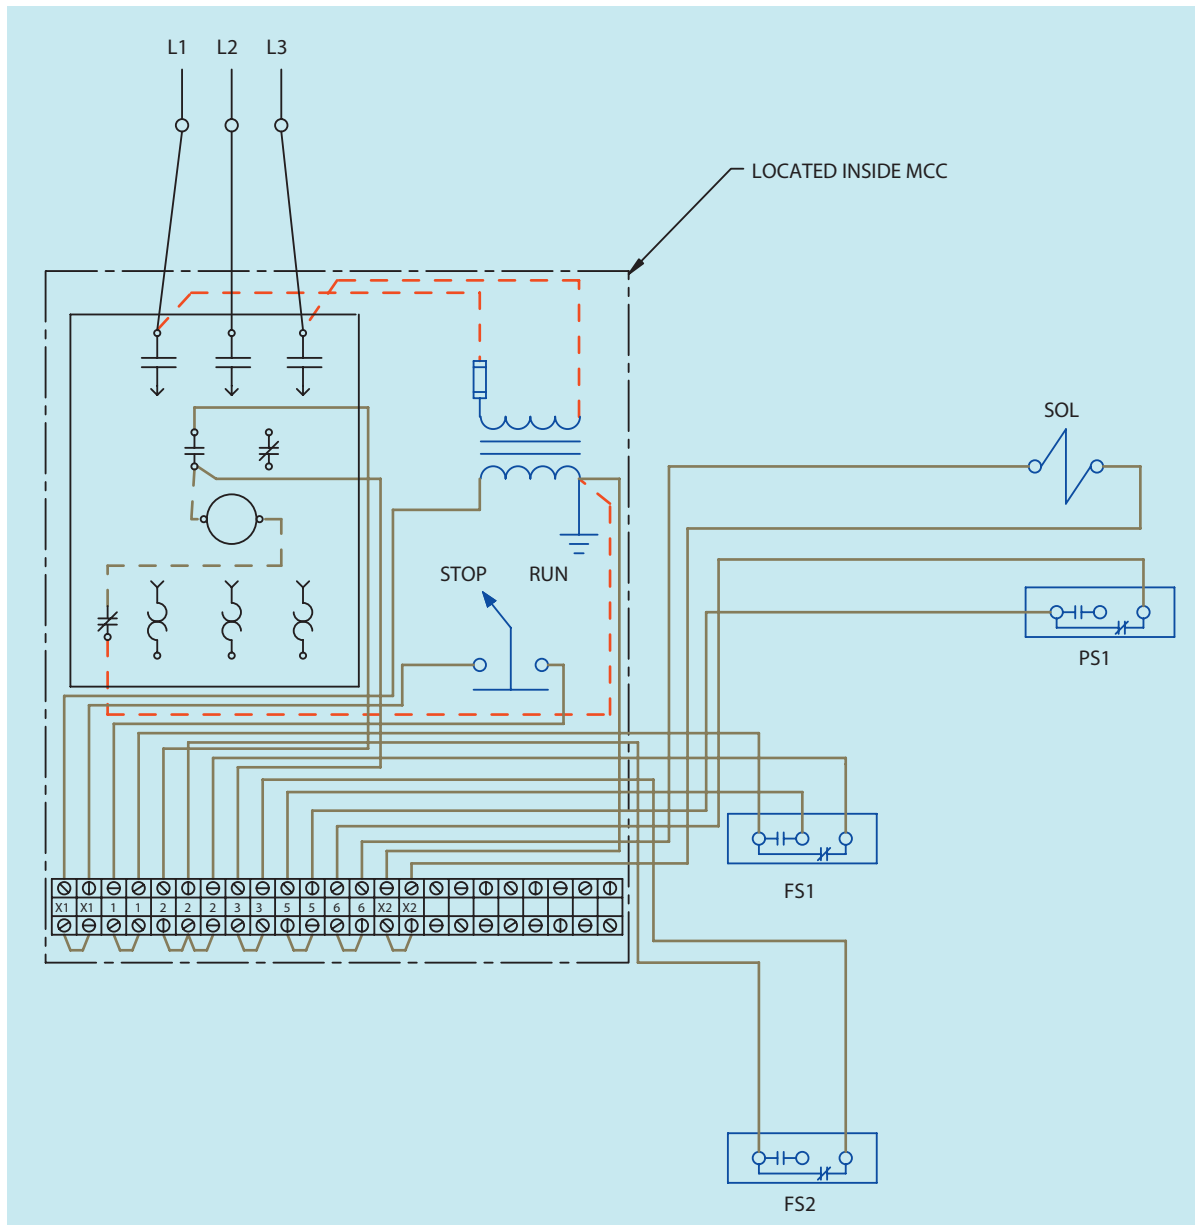 L1 L2 L3
LOCATED INSIDE MCC
SOL
STOP RUN
PS1
FS1
X1 X1 1 1 2 2 2 3 3 5 5 6 6 X2 X2
FS2